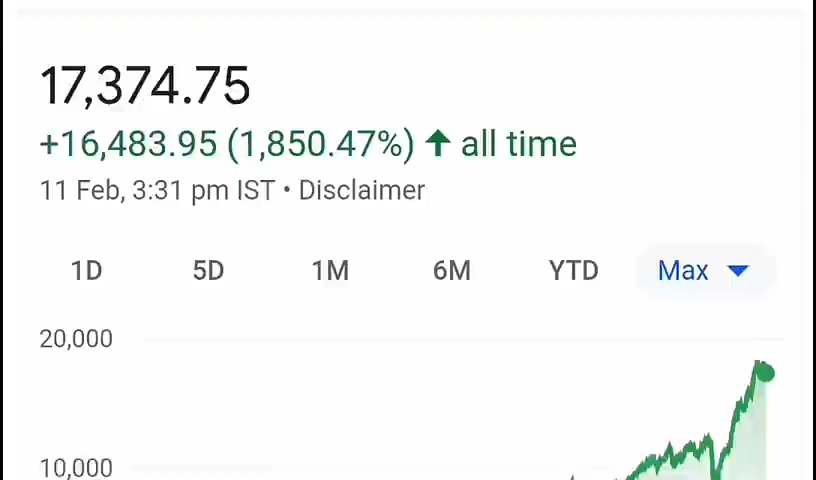 17,374.75
+16,483.95 (1,850.47%) ↑ all time
11 Feb, 3:31 pm IST • Disclaimer
1D 5D 1M 6M YTD Max
20,000
10,000